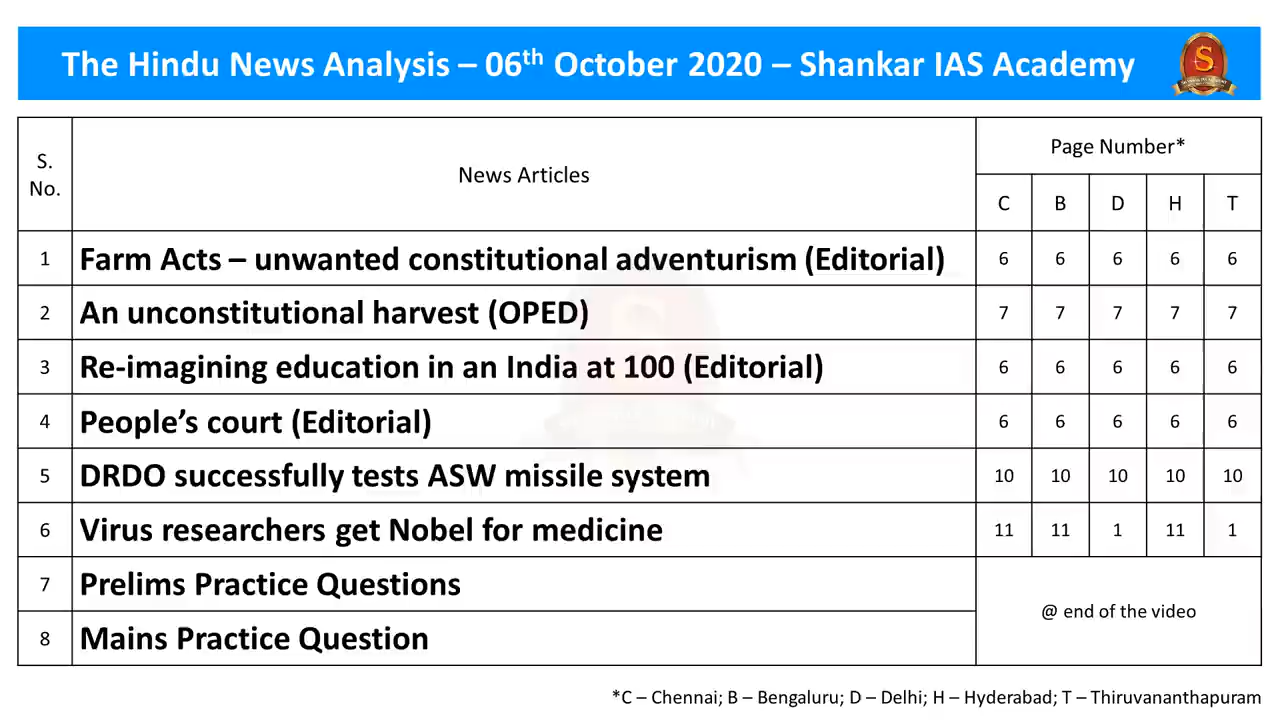 The Hindu News Analysis – 06th October 2020 – Shankar IAS Academy
S
S. No.
News Articles
Page Number*
C B D H T
1 Farm Acts – unwanted constitutional adventurism (Editorial) 6 6 6 6 6
2 An unconstitutional harvest (OPED) 7 7 7 7 7
3 Re-imagining education in an India at 100 (Editorial) 6 6 6 6 6
4 People’s court (Editorial) 6 6 6 6 6
5 DRDO successfully tests ASW missile system 10 10 10 10 10
6 Virus researchers get Nobel for medicine 11 11 1 11 1
7 Prelims Practice Questions
@ end of the video
8 Mains Practice Question
*C – Chennai; B – Bengaluru; D – Delhi; H – Hyderabad; T – Thiruvananthapuram